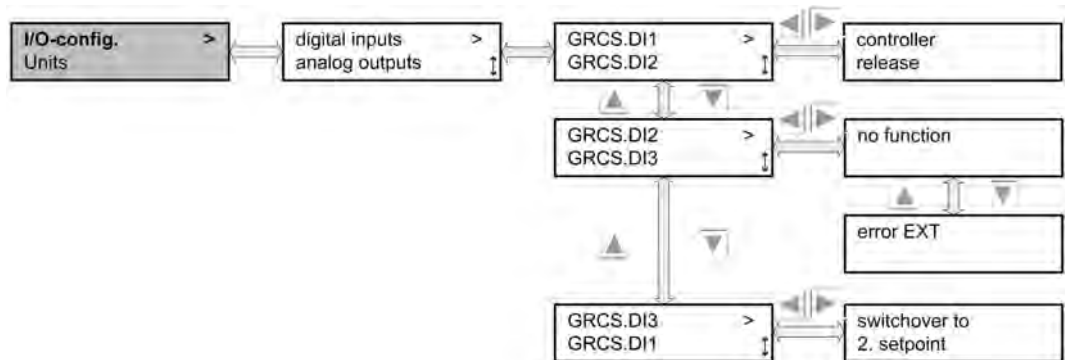 I/O-config. >
Units
digital inputs >
analog outputs
GRCS.DI1 >
GRCS.DI2
controller
release
GRCS.DI2 >
GRCS.DI3
no function
error EXT
GRCS.DI3 >
GRCS.DI1
switchover to
2. setpoint